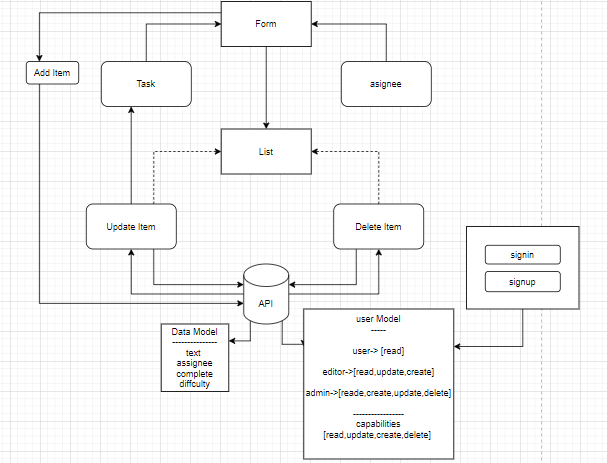 Form
Add Item
Task
asignee
List
Update Item
Delete Item
signin
signup
API
Data Model
---------------
text
assignee
complete
diffculty
user Model
-----
user-> [read]
editor->[read,update,create]
admin->[reade,create,update,delete]
-----------------
capabilities
[read,update,create,delete]